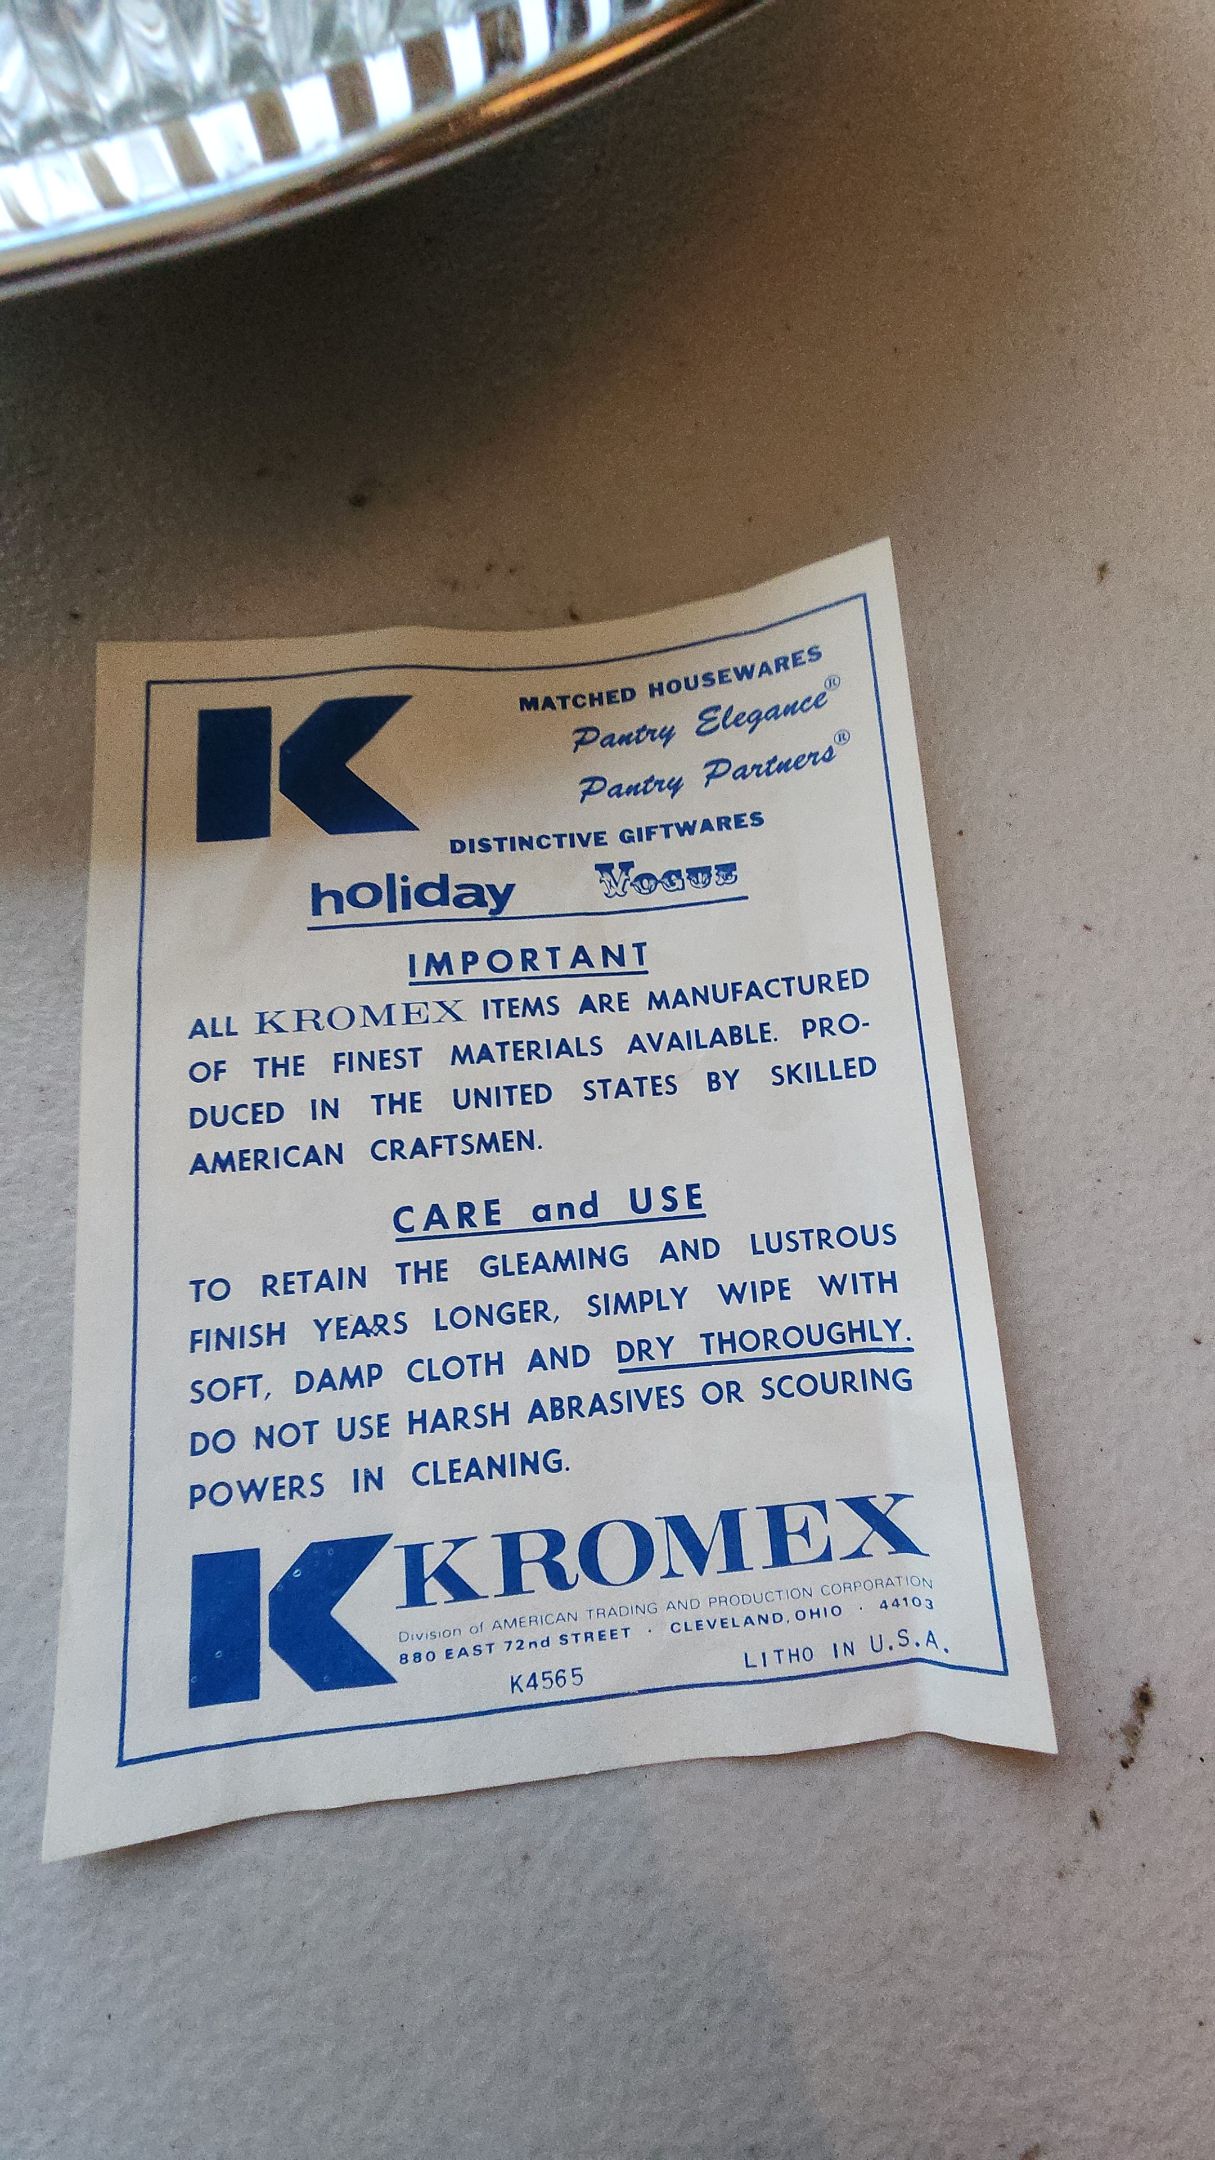 K
MATCHED HOUSEWARES
Pantry Elegance®
Pantry Partners®
DISTINCTIVE GIFTWARES
holiday VOGUE
IMPORTANT
ALL KROMEX ITEMS ARE MANUFACTURED
OF THE FINEST MATERIALS AVAILABLE. PRO-
DUCED IN THE UNITED STATES BY SKILLED
AMERICAN CRAFTSMEN.
CARE and USE
TO RETAIN THE GLEAMING AND LUSTROUS
FINISH YEARS LONGER, SIMPLY WIPE WITH
SOFT, DAMP CLOTH AND DRY THOROUGHLY.
DO NOT USE HARSH ABRASIVES OR SCOURING
POWERS IN CLEANING.
K KROMEX
Division of AMERICAN TRADING AND PRODUCTION CORPORATION
880 EAST 72nd STREET · CLEVELAND, OHIO · 44103
K4565 LITHO IN U.S.A.